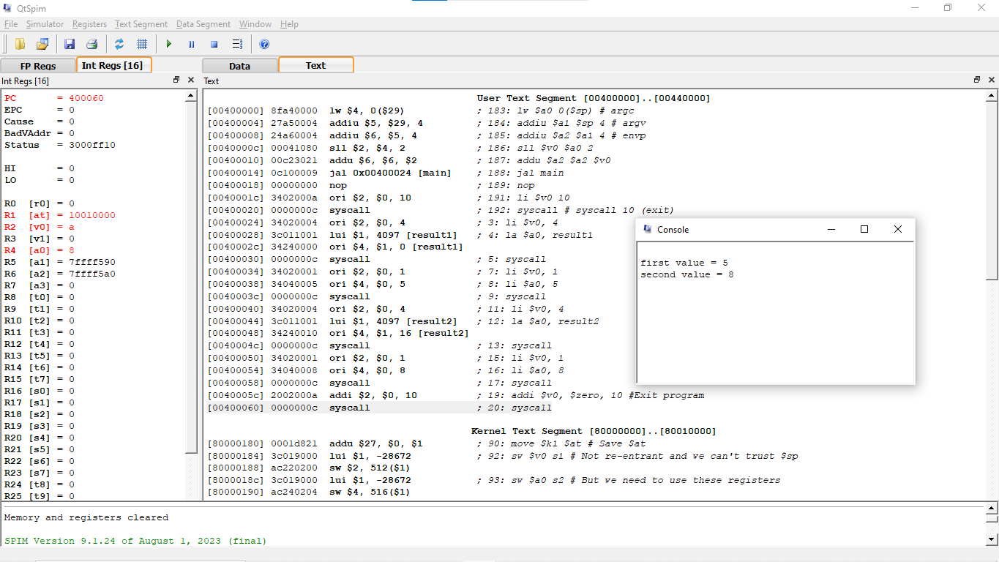 QtSpim
File Simulator Registers Text Segment Data Segment Window Help
FP Regs Int Regs [16] Data Text
Int Regs [16]
PC = 400060
EPC = 0
Cause = 0
BadVAddr = 0
Status = 3000ff10
HI = 0
LO = 0
R0 [r0] = 0
R1 [at] = 10010000
R2 [v0] = a
R3 [v1] = 0
R4 [a0] = 8
R5 [a1] = 7ffff590
R6 [a2] = 7ffff5a0
R7 [a3] = 0
R8 [t0] = 0
R9 [t1] = 0
R10 [t2] = 0
R11 [t3] = 0
R12 [t4] = 0
R13 [t5] = 0
R14 [t6] = 0
R15 [t7] = 0
R16 [s0] = 0
R17 [s1] = 0
R18 [s2] = 0
R19 [s3] = 0
R20 [s4] = 0
R21 [s5] = 0
R22 [s6] = 0
R23 [s7] = 0
R24 [t8] = 0
R25 [t9] = 0
Text
User Text Segment [00400000]..[00440000]
[00400000] 8fa40000 lw $4, 0($29) ; 183: lw $a0 0($sp) # argc
[00400004] 27a50004 addiu $5, $29, 4 ; 184: addiu $a1 $sp 4 # argv
[00400008] 24a60004 addiu $6, $5, 4 ; 185: addiu $a2 $a1 4 # envp
[0040000c] 00041080 sll $2, $4, 2 ; 186: sll $v0 $a0 2
[00400010] 00c23021 addu $6, $6, $2 ; 187: addu $a2 $a2 $v0
[00400014] 0c100009 jal 0x00400024 [main] ; 188: jal main
[00400018] 00000000 nop ; 189: nop
[0040001c] 3402000a ori $2, $0, 10 ; 191: li $v0 10
[00400020] 0000000c syscall ; 192: syscall # syscall 10 (exit)
[00400024] 34020004 ori $2, $0, 4 ; 3: li $v0, 4
[00400028] 3c011001 lui $1, 4097 [result1] ; 4: la $a0, result1
[0040002c] 34240000 ori $4, $1, 0 [result1]
[00400030] 0000000c syscall ; 5: syscall
[00400034] 34020001 ori $2, $0, 1 ; 7: li $v0, 1
[00400038] 34040005 ori $4, $0, 5 ; 8: li $a0, 5
[0040003c] 0000000c syscall ; 9: syscall
[00400040] 34020004 ori $2, $0, 4 ; 11: li $v0, 4
[00400044] 3c011001 lui $1, 4097 [result2] ; 12: la $a0, result2
[00400048] 34240010 ori $4, $1, 16 [result2]
[0040004c] 0000000c syscall ; 13: syscall
[00400050] 34020001 ori $2, $0, 1 ; 15: li $v0, 1
[00400054] 34040008 ori $4, $0, 8 ; 16: li $a0, 8
[00400058] 0000000c syscall ; 17: syscall
[0040005c] 2002000a addi $2, $0, 10 ; 19: addi $v0, $zero, 10 #Exit program
[00400060] 0000000c syscall ; 20: syscall
Kernel Text Segment [80000000]..[80010000]
[80000180] 0001d821 addu $27, $0, $1 ; 90: move $k1 $at # Save $at
[80000184] 3c019000 lui $1, -28672 ; 92: sw $v0 s1 # Not re-entrant and we can't trust $sp
[80000188] ac220200 sw $2, 512($1)
[8000018c] 3c019000 lui $1, -28672 ; 93: sw $a0 s2 # But we need to use these registers
[80000190] ac240204 sw $4, 516($1)
Console
first value = 5
second value = 8
Memory and registers cleared
SPIM Version 9.1.24 of August 1, 2023 (final)